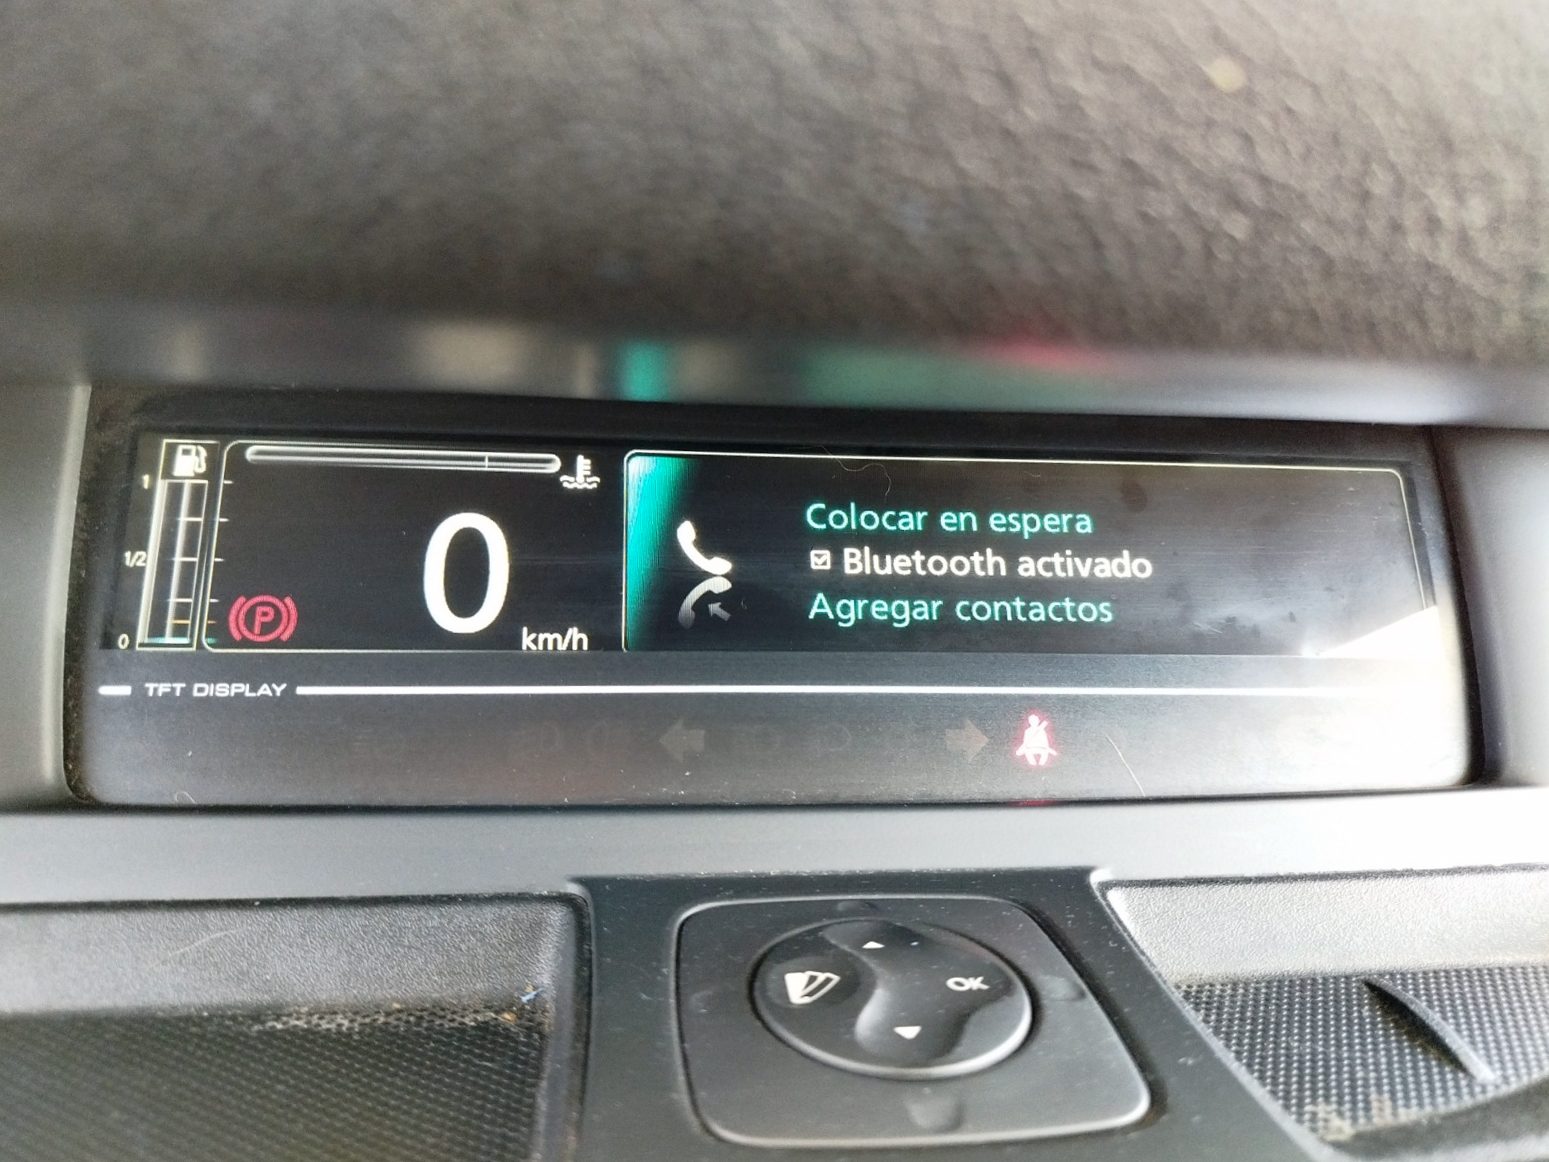 1
1/2
0
0
km/h
P
Colocar en espera
Bluetooth activado
Agregar contactos
TFT DISPLAY
OK